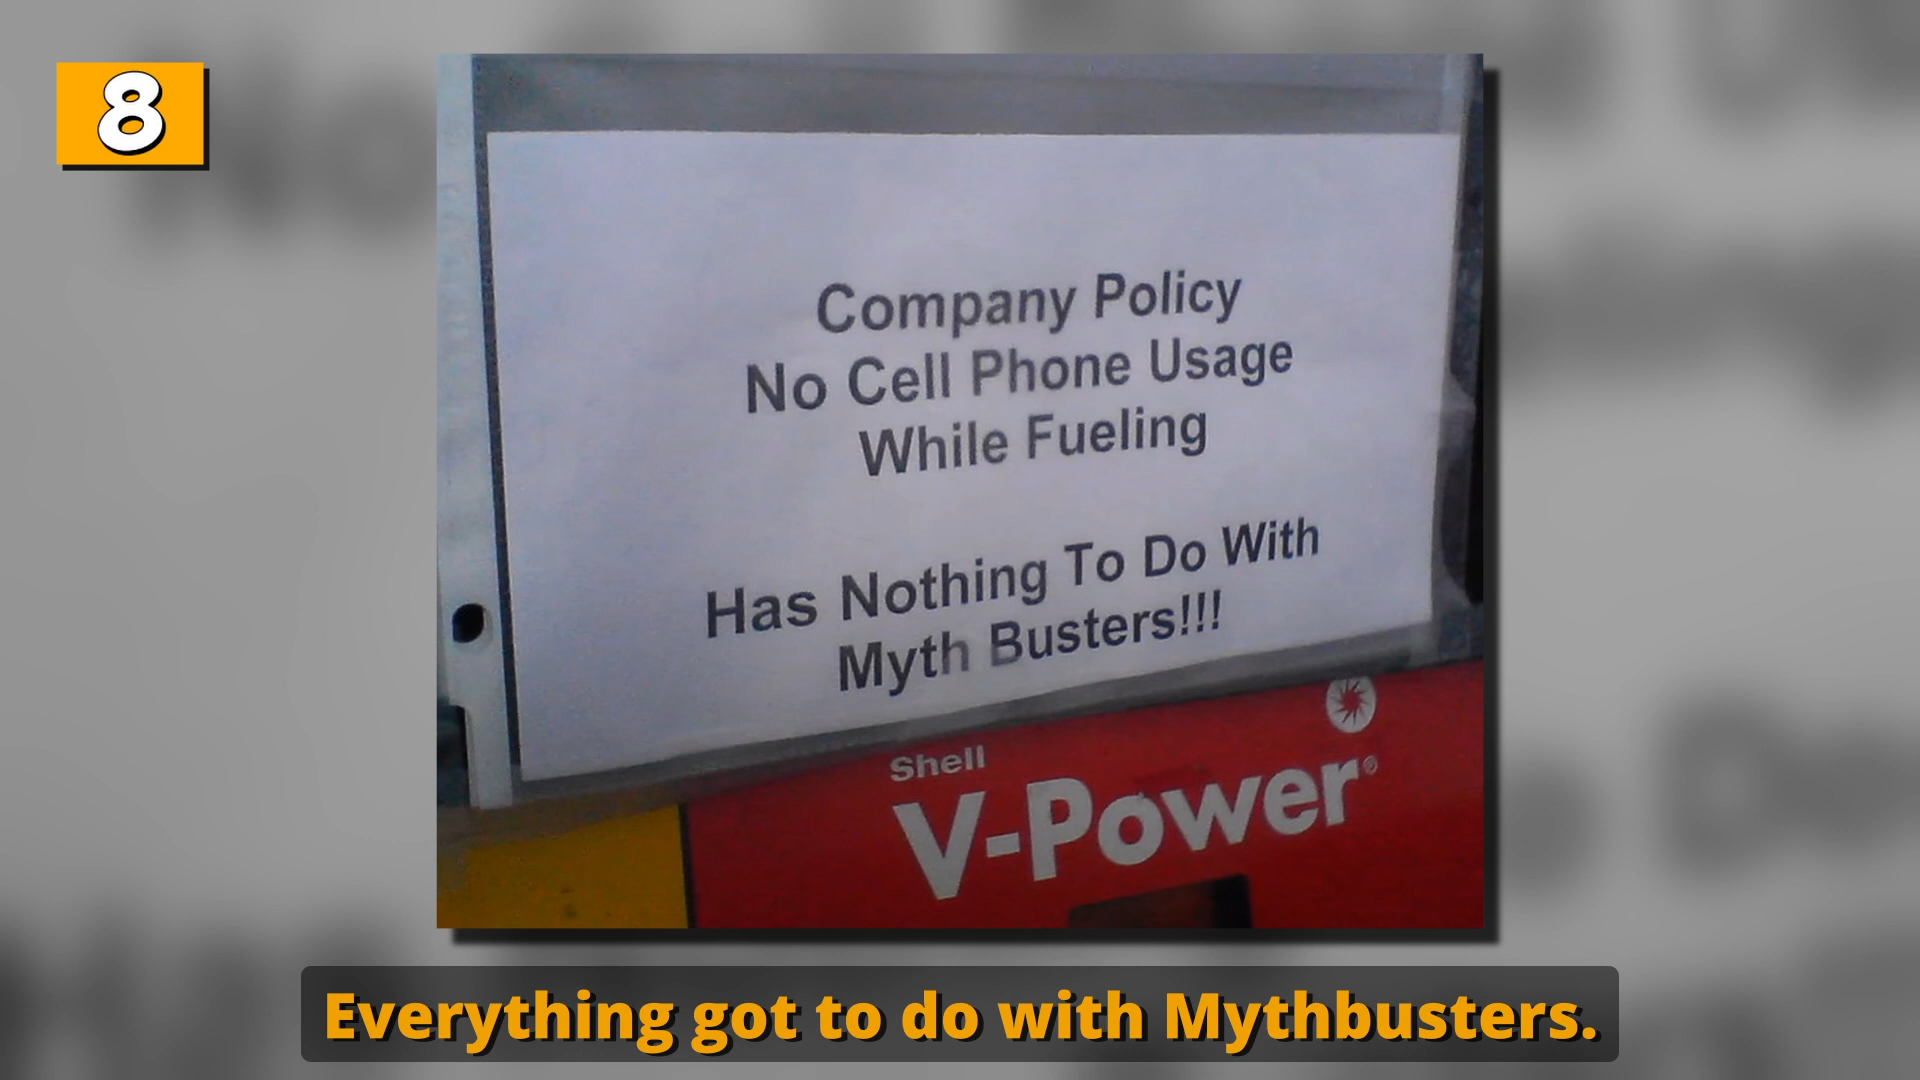 8
Company Policy
No Cell Phone Usage
While Fueling
Has Nothing To Do With
Myth Busters!!!
Shell
V-Power®
Everything got to do with Mythbusters.